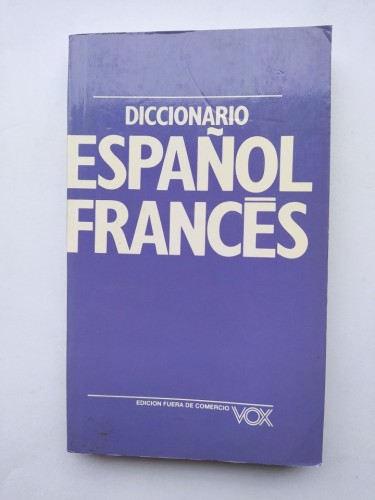 DICCIONARIO
ESPAÑOL
FRANCÉS
EDICION FUERA DE COMERCIO VOX